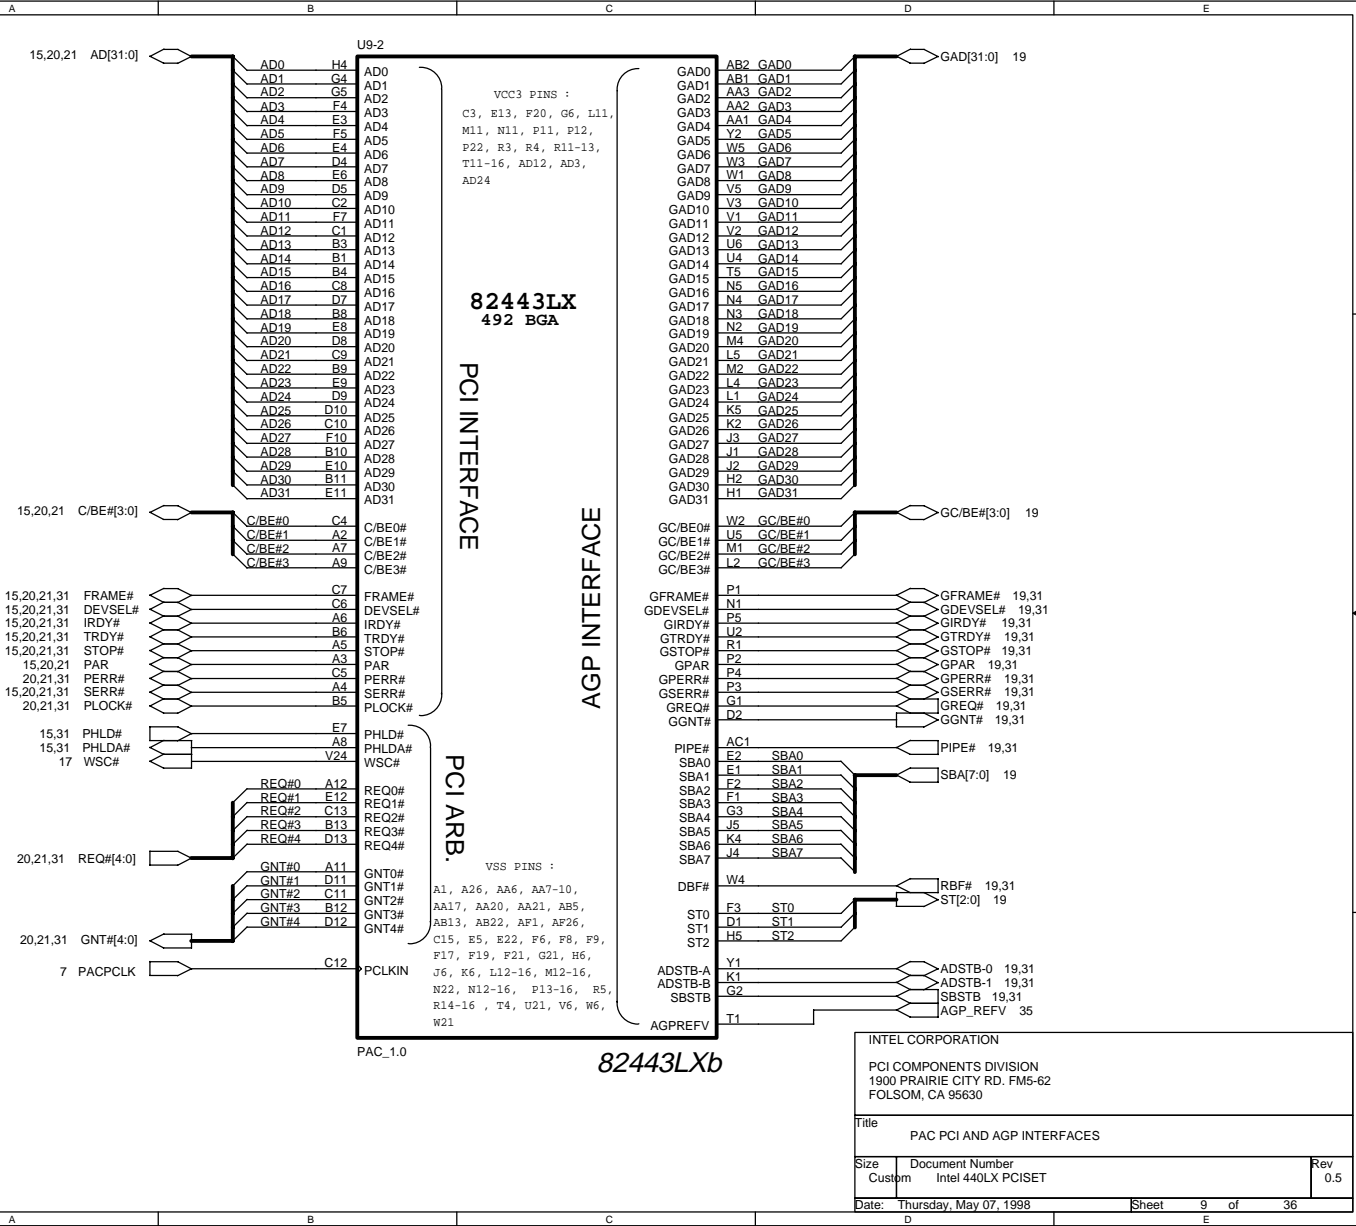 A B C D E
U9-2
15,20,21 AD[31:0]
GAD[31:0] 19
AD0 H4 AD0 GAD0 AB2 GAD0
AD1 G4 AD1 GAD1 AB1 GAD1
AD2 G5 AD2 GAD2 AA3 GAD2
AD3 F4 AD3 GAD3 AA2 GAD3
AD4 E3 AD4 GAD4 AA1 GAD4
AD5 F5 AD5 GAD5 Y2 GAD5
AD6 E4 AD6 GAD6 W5 GAD6
AD7 D4 AD7 GAD7 W3 GAD7
AD8 E6 AD8 GAD8 W1 GAD8
AD9 D5 AD9 GAD9 V5 GAD9
AD10 C2 AD10 GAD10 V3 GAD10
AD11 F7 AD11 GAD11 V1 GAD11
AD12 C1 AD12 GAD12 V2 GAD12
AD13 B3 AD13 GAD13 U6 GAD13
AD14 B1 AD14 GAD14 U4 GAD14
AD15 B4 AD15 GAD15 T5 GAD15
AD16 C8 AD16 GAD16 N5 GAD16
AD17 D7 AD17 GAD17 N4 GAD17
AD18 B8 AD18 GAD18 N3 GAD18
AD19 E8 AD19 GAD19 N2 GAD19
AD20 D8 AD20 GAD20 M4 GAD20
AD21 C9 AD21 GAD21 L5 GAD21
AD22 B9 AD22 GAD22 M2 GAD22
AD23 E9 AD23 GAD23 L4 GAD23
AD24 D9 AD24 GAD24 L1 GAD24
AD25 D10 AD25 GAD25 K5 GAD25
AD26 C10 AD26 GAD26 K2 GAD26
AD27 F10 AD27 GAD27 J3 GAD27
AD28 B10 AD28 GAD28 J1 GAD28
AD29 E10 AD29 GAD29 J2 GAD29
AD30 B11 AD30 GAD30 H2 GAD30
AD31 E11 AD31 GAD31 H1 GAD31
VCC3 PINS :
C3, E13, F20, G6, L11,
M11, N11, P11, P12,
P22, R3, R4, R11-13,
T11-16, AD12, AD3,
AD24
82443LX
492 BGA
PCI INTERFACE
AGP INTERFACE
15,20,21 C/BE#[3:0]
GC/BE#[3:0] 19
C/BE#0 C4 C/BE0# GC/BE0# W2 GC/BE#0
C/BE#1 A2 C/BE1# GC/BE1# U5 GC/BE#1
C/BE#2 A7 C/BE2# GC/BE2# M1 GC/BE#2
C/BE#3 A9 C/BE3# GC/BE3# L2 GC/BE#3
15,20,21,31 FRAME# C7 FRAME# GFRAME# P1 GFRAME# 19,31
15,20,21,31 DEVSEL# C6 DEVSEL# GDEVSEL# N1 GDEVSEL# 19,31
15,20,21,31 IRDY# A6 IRDY# GIRDY# P5 GIRDY# 19,31
15,20,21,31 TRDY# B6 TRDY# GTRDY# U2 GTRDY# 19,31
15,20,21,31 STOP# A5 STOP# GSTOP# R1 GSTOP# 19,31
15,20,21 PAR A3 PAR GPAR P2 GPAR 19,31
20,21,31 PERR# C5 PERR# GPERR# P4 GPERR# 19,31
15,20,21,31 SERR# A4 SERR# GSERR# P3 GSERR# 19,31
20,21,31 PLOCK# B5 PLOCK# GREQ# G1 GREQ# 19,31
GGNT# D2 GGNT# 19,31
15,31 PHLD# E7 PHLD#
15,31 PHLDA# A8 PHLDA# PIPE# AC1 PIPE# 19,31
17 WSC# V24 WSC# SBA0 E2 SBA0
SBA1 E1 SBA1 SBA[7:0] 19
REQ#0 A12 REQ0# SBA2 F2 SBA2
REQ#1 E12 REQ1# SBA3 F1 SBA3
REQ#2 C13 REQ2# SBA4 G3 SBA4
REQ#3 B13 REQ3# SBA5 J5 SBA5
REQ#4 D13 REQ4# SBA6 K4 SBA6
20,21,31 REQ#[4:0] SBA7 J4 SBA7
PCI ARB.
GNT#0 A11 GNT0#
GNT#1 D11 GNT1# DBF# W4 RBF# 19,31
GNT#2 C11 GNT2# ST[2:0] 19
GNT#3 B12 GNT3# ST0 F3 ST0
GNT#4 D12 GNT4# ST1 D1 ST1
20,21,31 GNT#[4:0] ST2 H5 ST2
7 PACPCLK C12 PCLKIN ADSTB-A Y1 ADSTB-0 19,31
ADSTB-B K1 ADSTB-1 19,31
SBSTB G2 SBSTB 19,31
AGPREFV T1 AGP_REFV 35
VSS PINS :
A1, A26, AA6, AA7-10,
AA17, AA20, AA21, AB5,
AB13, AB22, AF1, AF26,
C15, E5, E22, F6, F8, F9,
F17, F19, F21, G21, H6,
J6, K6, L12-16, M12-16,
N22, N12-16, P13-16, R5,
R14-16 , T4, U21, V6, W6,
W21
PAC_1.0
82443LXb
INTEL CORPORATION
PCI COMPONENTS DIVISION
1900 PRAIRIE CITY RD. FM5-62
FOLSOM, CA 95630
Title
PAC PCI AND AGP INTERFACES
Size Document Number Rev
Custom Intel 440LX PCISET 0.5
Date: Thursday, May 07, 1998 Sheet 9 of 36
A B C D E